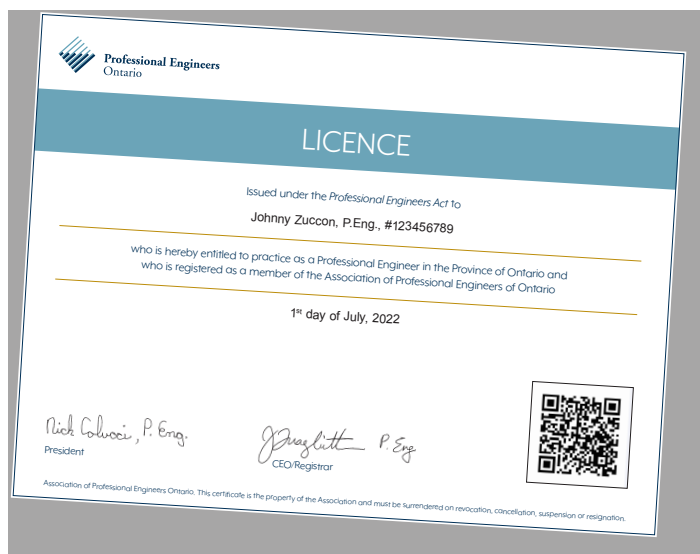 Professional Engineers
Ontario
LICENCE
Issued under the Professional Engineers Act to
Johnny Zuccon, P.Eng., #123456789
who is hereby entitled to practice as a Professional Engineer in the Province of Ontario and
who is registered as a member of the Association of Professional Engineers of Ontario
1st day of July, 2022
Nick Colucci, P. Eng.
P. Eng
President
CEO/Registrar
Association of Professional Engineers Ontario. This certificate is the property of the Association and must be surrendered on revocation, cancellation, suspension or resignation.